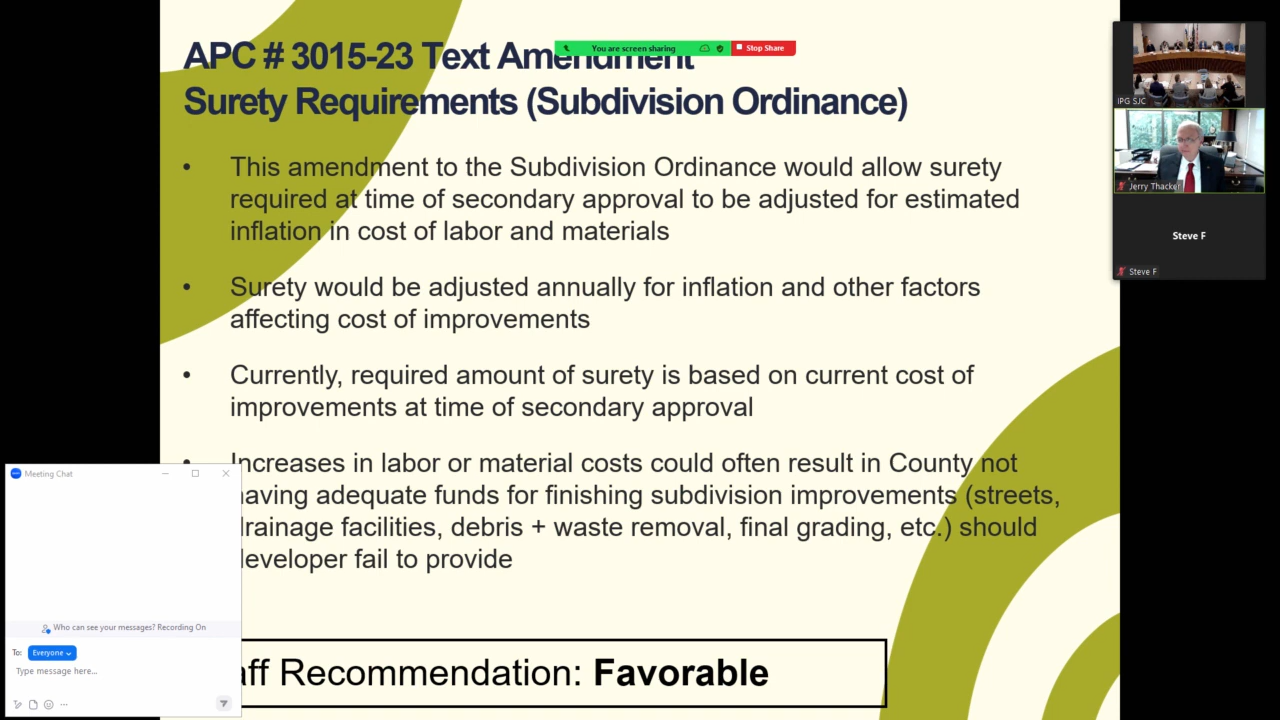 APC # 3015-23 Text Amendment
Surety Requirements (Subdivision Ordinance)
You are screen sharing
Stop Share
• This amendment to the Subdivision Ordinance would allow surety
required at time of secondary approval to be adjusted for estimated
inflation in cost of labor and materials
• Surety would be adjusted annually for inflation and other factors
affecting cost of improvements
• Currently, required amount of surety is based on current cost of
improvements at time of secondary approval
• Increases in labor or material costs could often result in County not
having adequate funds for finishing subdivision improvements (streets,
drainage facilities, debris + waste removal, final grading, etc.) should
developer fail to provide
aff Recommendation: Favorable
IPG SJC
Jerry Thacker
Steve F
Steve F
Meeting Chat
Who can see your messages? Recording On
To: Everyone
Type message here...